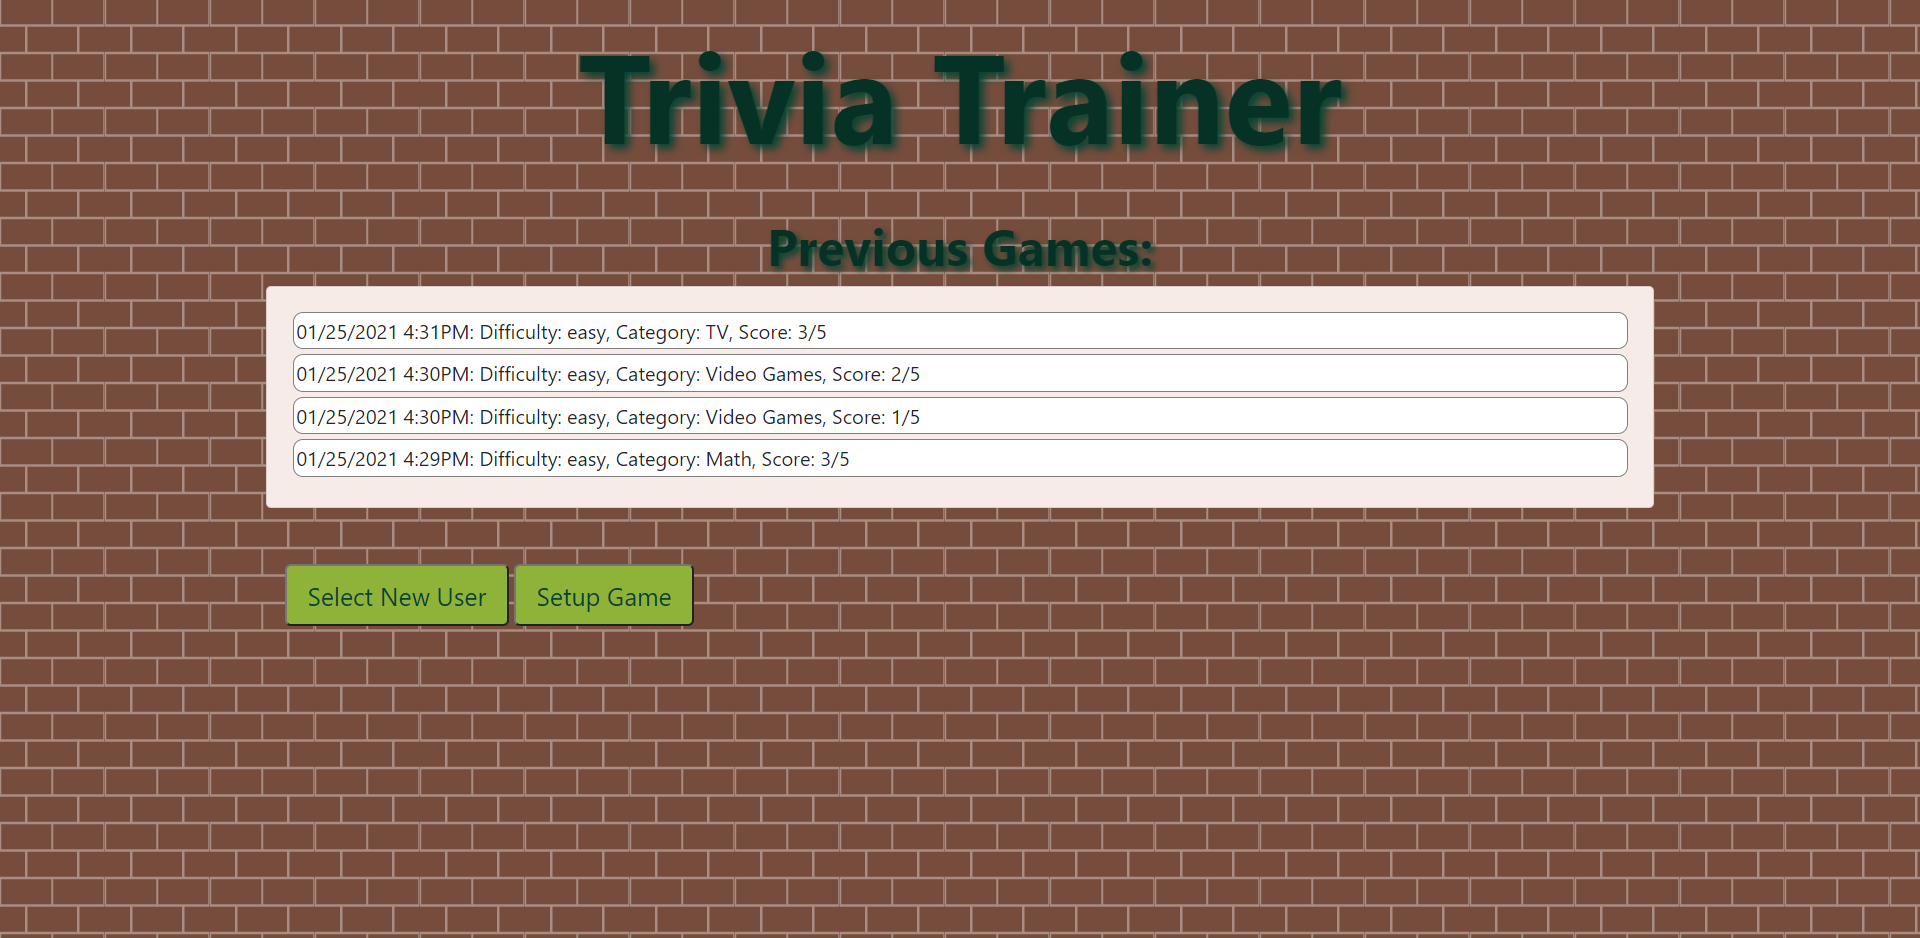 Trivia Trainer
Previous Games:
01/25/2021 4:31PM: Difficulty: easy, Category: TV, Score: 3/5
01/25/2021 4:30PM: Difficulty: easy, Category: Video Games, Score: 2/5
01/25/2021 4:30PM: Difficulty: easy, Category: Video Games, Score: 1/5
01/25/2021 4:29PM: Difficulty: easy, Category: Math, Score: 3/5
Select New User Setup Game